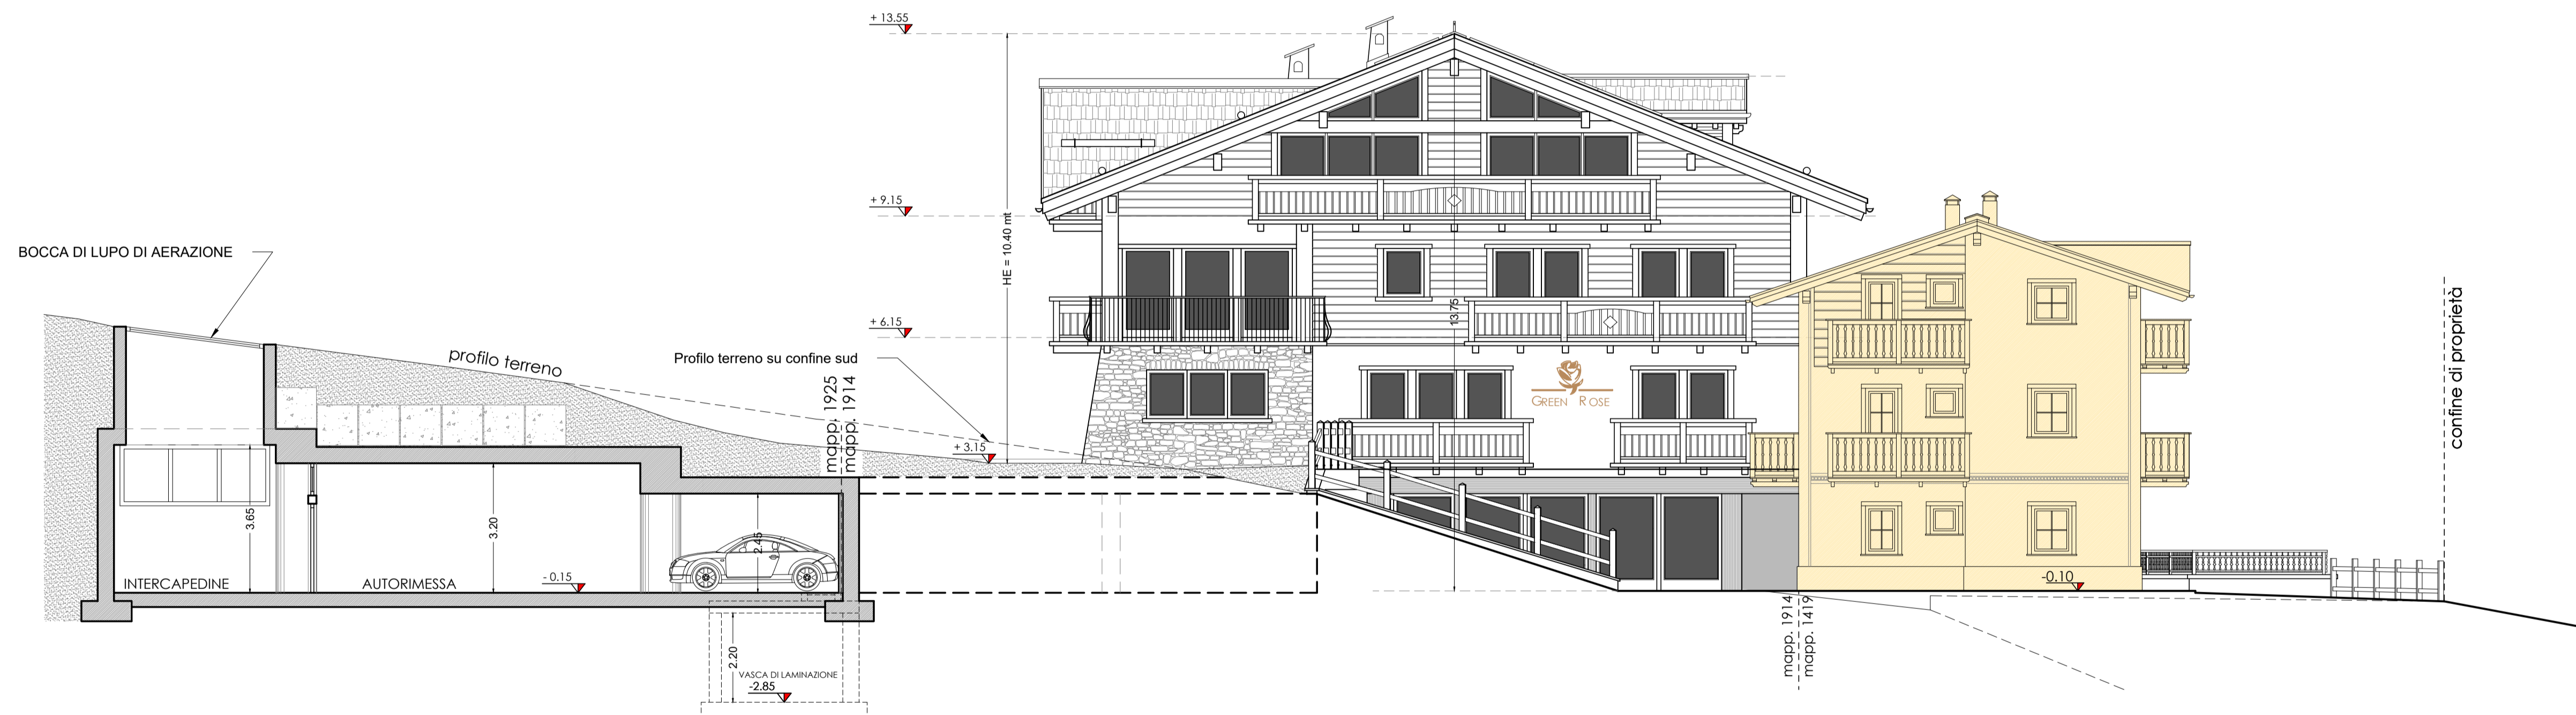 + 13.55
+ 9.15
HE = 10.40 mt
BOCCA DI LUPO DI AERAZIONE
+ 6.15
13.75
confine di proprietà
profilo terreno
Profilo terreno su confine sud
mapp. 1925
mapp. 1914
GREEN ROSE
+ 3.15
3.65
3.20
2.45
INTERCAPEDINE
AUTORIMESSA
- 0.15
-0.10
mapp. 1914
mapp. 1419
2.20
VASCA DI LAMINAZIONE
-2.85